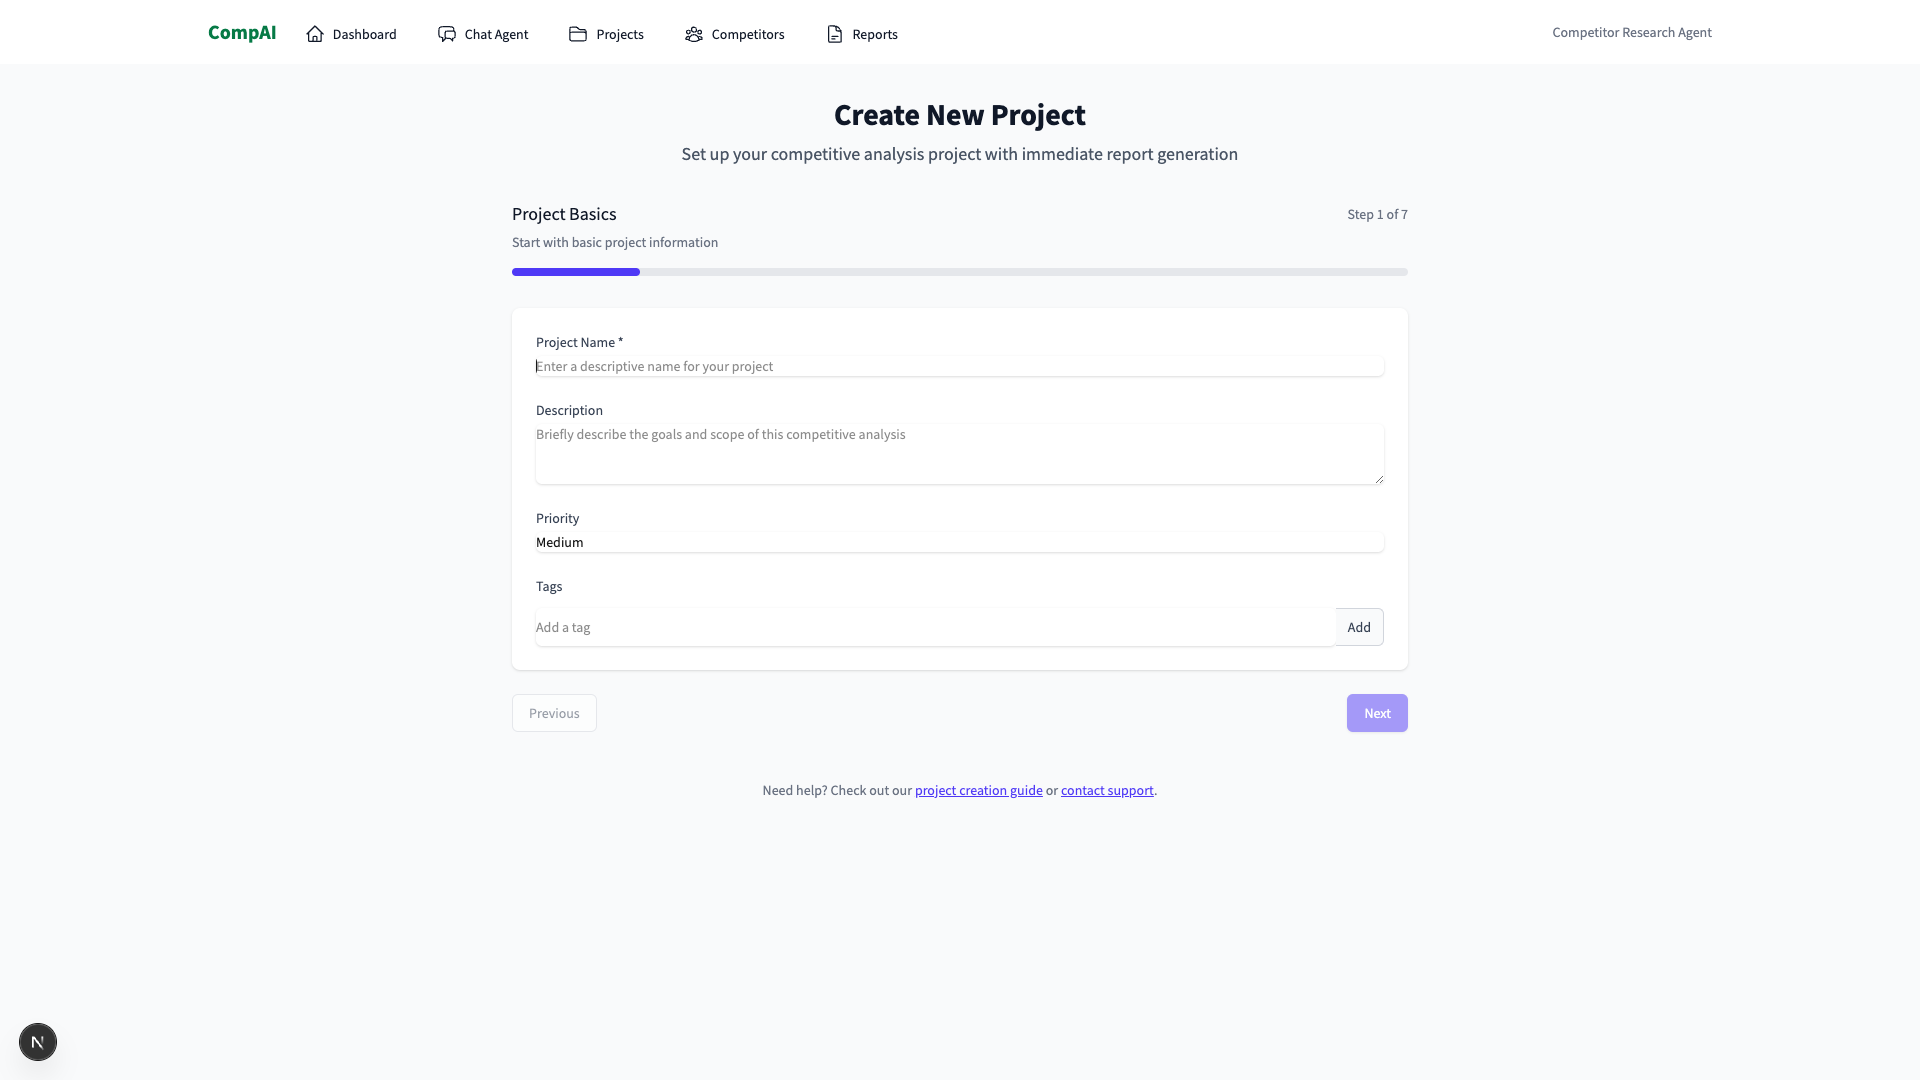 CompAI
Dashboard
Chat Agent
Projects
Competitors
Reports
Competitor Research Agent
Create New Project
Set up your competitive analysis project with immediate report generation
Project Basics
Step 1 of 7
Start with basic project information
Project Name *
Enter a descriptive name for your project
Description
Briefly describe the goals and scope of this competitive analysis
Priority
Medium
Tags
Add a tag
Add
Previous
Next
Need help? Check out our project creation guide or contact support.
N